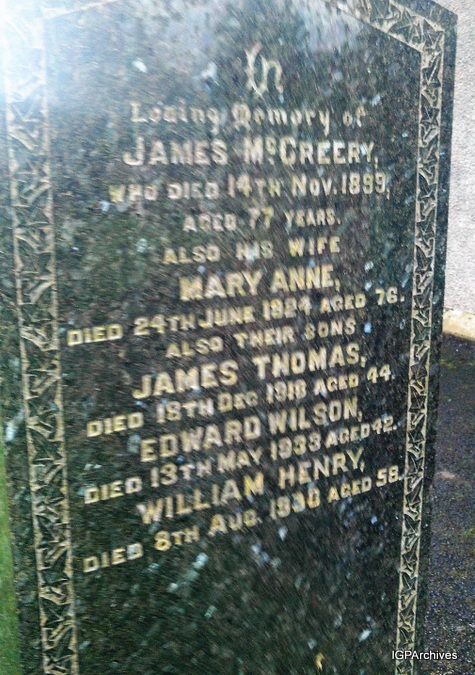 In
Loving Memory of
JAMES McCREERY,
WHO DIED 14TH NOV. 1899,
AGED 77 YEARS.
ALSO HIS WIFE
MARY ANNE,
DIED 24TH JUNE 1924 AGED 76.
ALSO THEIR SONS
JAMES THOMAS,
DIED 18TH DEC 1918 AGED 44.
EDWARD WILSON,
DIED 13TH MAY 1933 AGED 42.
WILLIAM HENRY,
DIED 8TH AUG. 1930 AGED 58.
IGPArchives